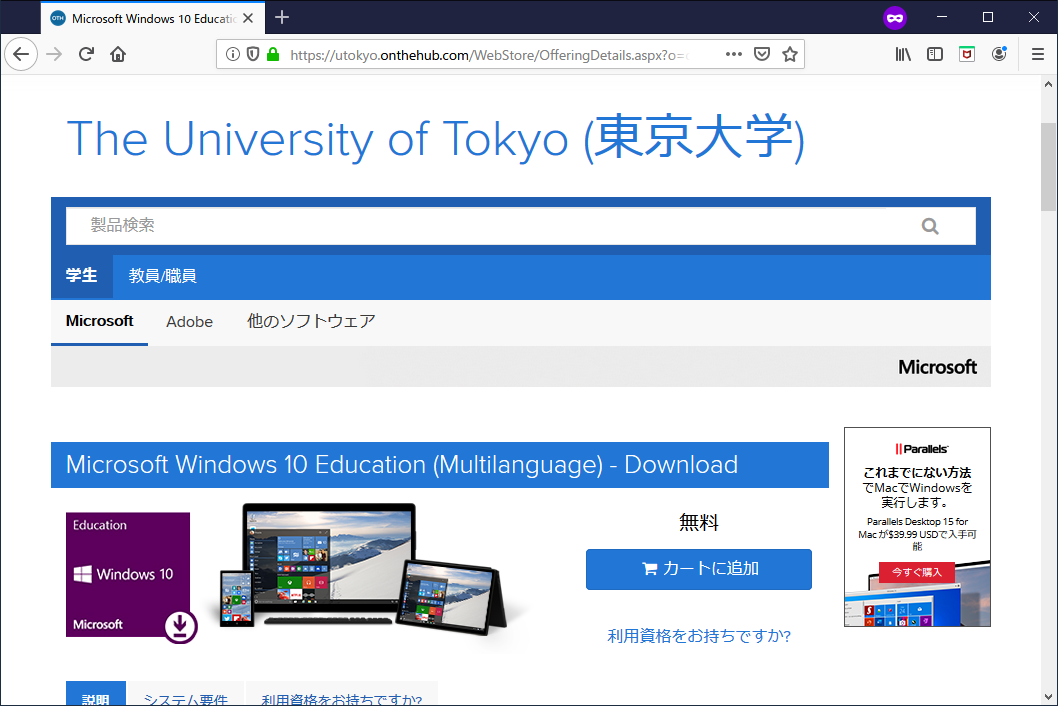 Microsoft Windows 10 Educatio
https://utokyo.onthehub.com/WebStore/OfferingDetails.aspx?o=
The University of Tokyo (東京大学)
製品検索
学生 教員/職員
Microsoft Adobe 他のソフトウェア
Microsoft
Microsoft Windows 10 Education (Multilanguage) - Download
Education
Windows 10
Microsoft
無料
カートに追加
利用資格をお持ちですか?
Parallels
これまでにない方法
でMacでWindowsを
実行します。
Parallels Desktop 15 for
Macが$39.99 USDで入手可
能
今すぐ購入
説明 システム要件 利用資格をお持ちですか?